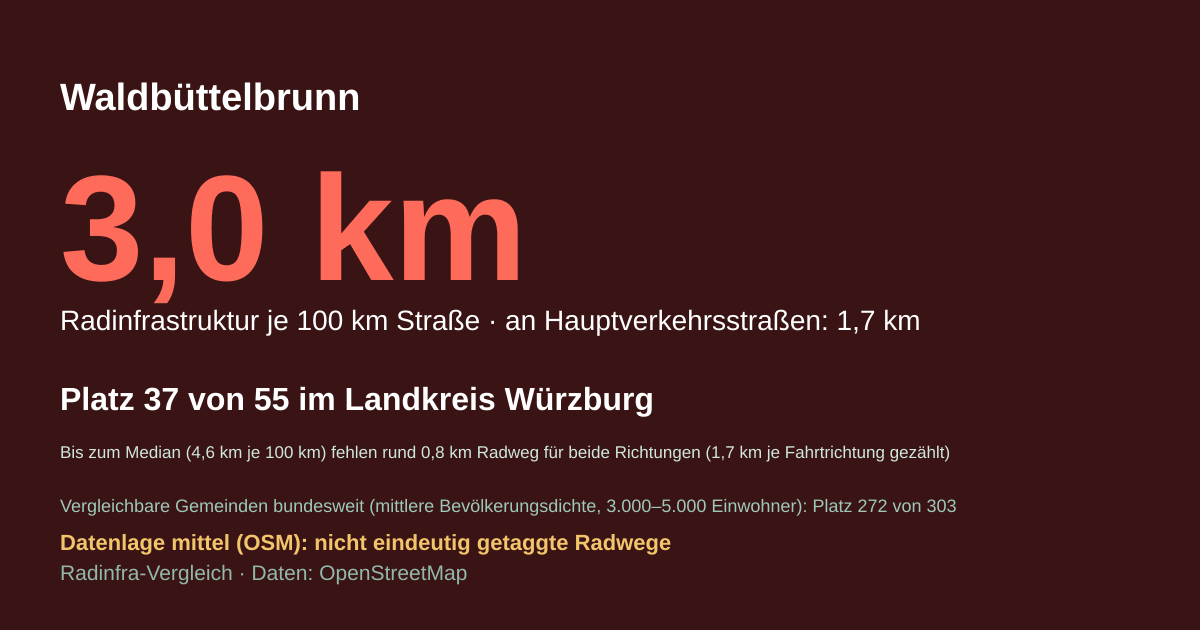 Waldbüttelbrunn
3,0 km
Radinfrastruktur je 100 km Straße · an Hauptverkehrsstraßen: 1,7 km
Platz 37 von 55 im Landkreis Würzburg
Bis zum Median (4,6 km je 100 km) fehlen rund 0,8 km Radweg für beide Richtungen (1,7 km je Fahrtrichtung gezählt)
Vergleichbare Gemeinden bundesweit (mittlere Bevölkerungsdichte, 3.000–5.000 Einwohner): Platz 272 von 303
Datenlage mittel (OSM): nicht eindeutig getaggte Radwege
Radinfra-Vergleich · Daten: OpenStreetMap